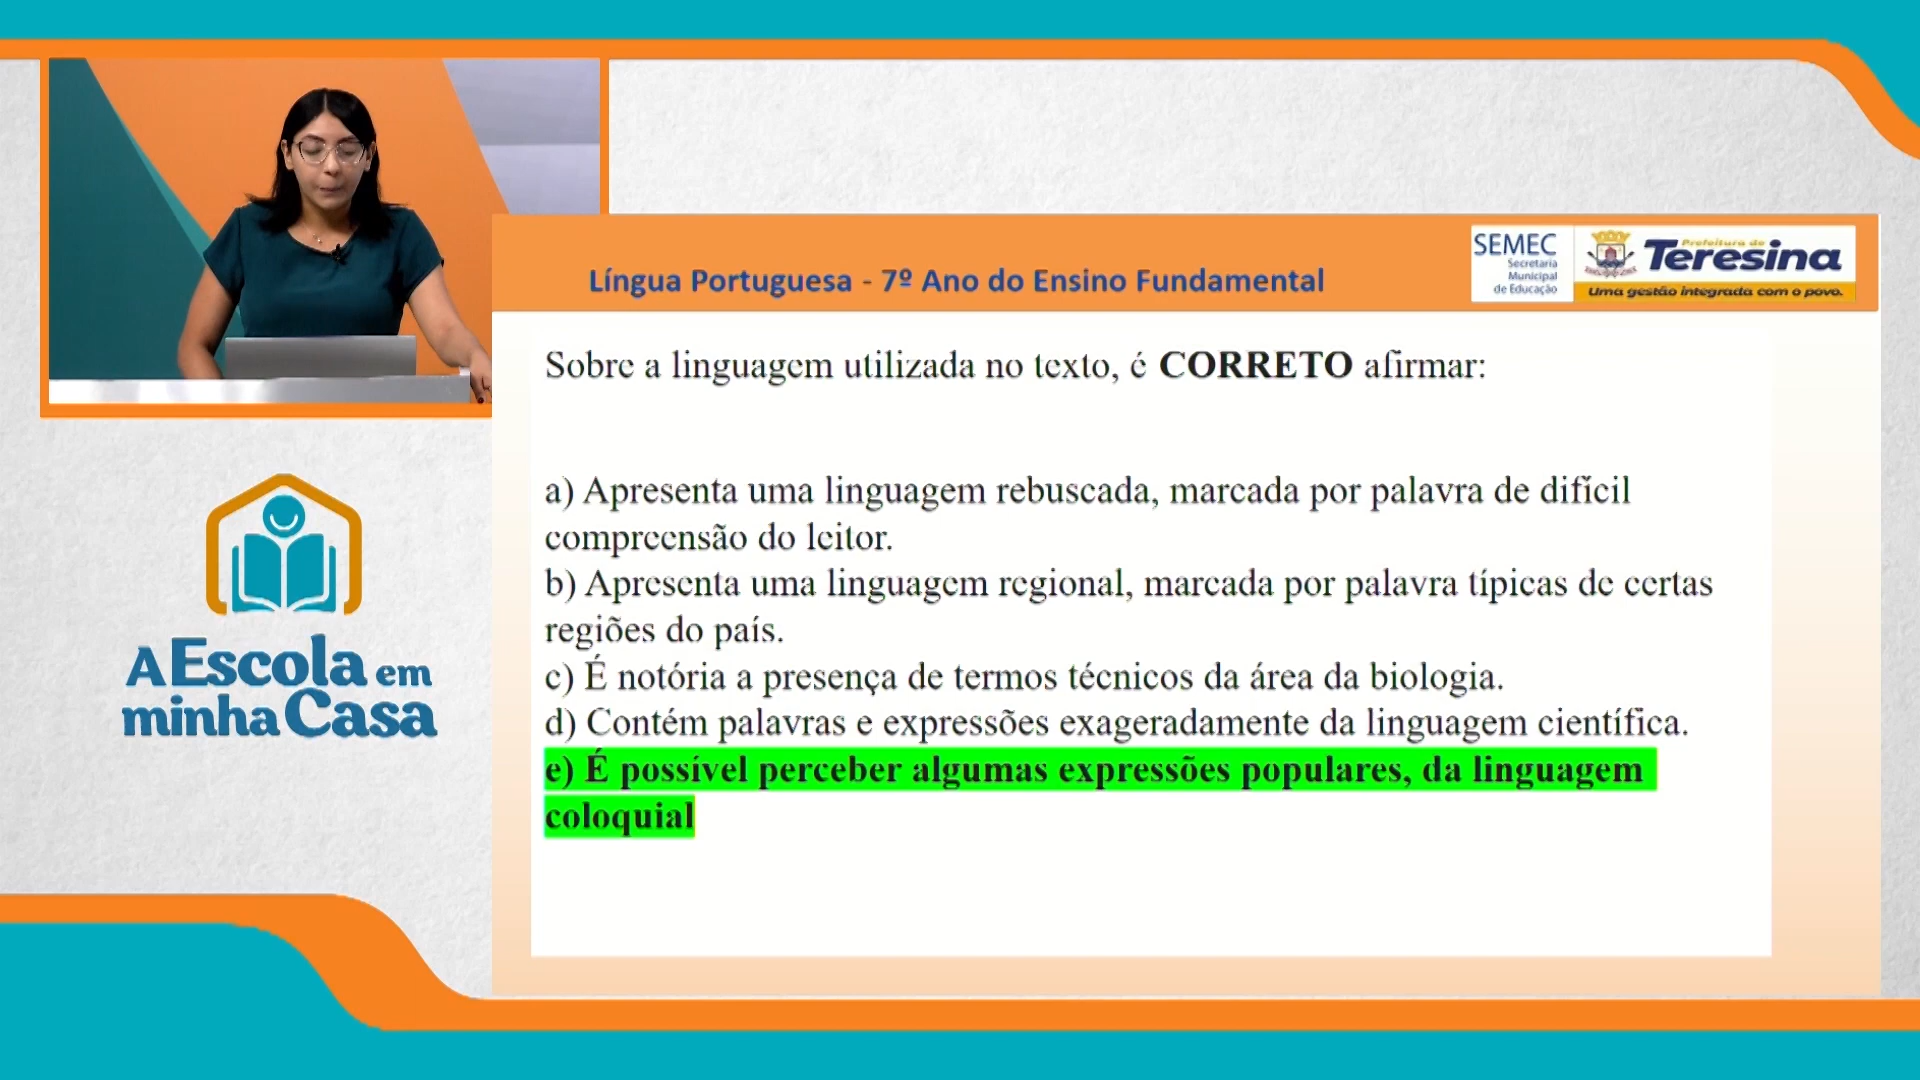 SEMEC
Secretaria
Municipal
de Educação
Prefeitura de
Teresina
Uma gestão integrada com o povo.
Língua Portuguesa - 7º Ano do Ensino Fundamental
Sobre a linguagem utilizada no texto, é CORRETO afirmar:
a) Apresenta uma linguagem rebuscada, marcada por palavra de difícil
compreensão do leitor.
b) Apresenta uma linguagem regional, marcada por palavra típicas de certas
regiões do país.
c) É notória a presença de termos técnicos da área da biologia.
d) Contém palavras e expressões exageradamente da linguagem científica.
e) É possível perceber algumas expressões populares, da linguagem
coloquial
A Escola em
minha Casa